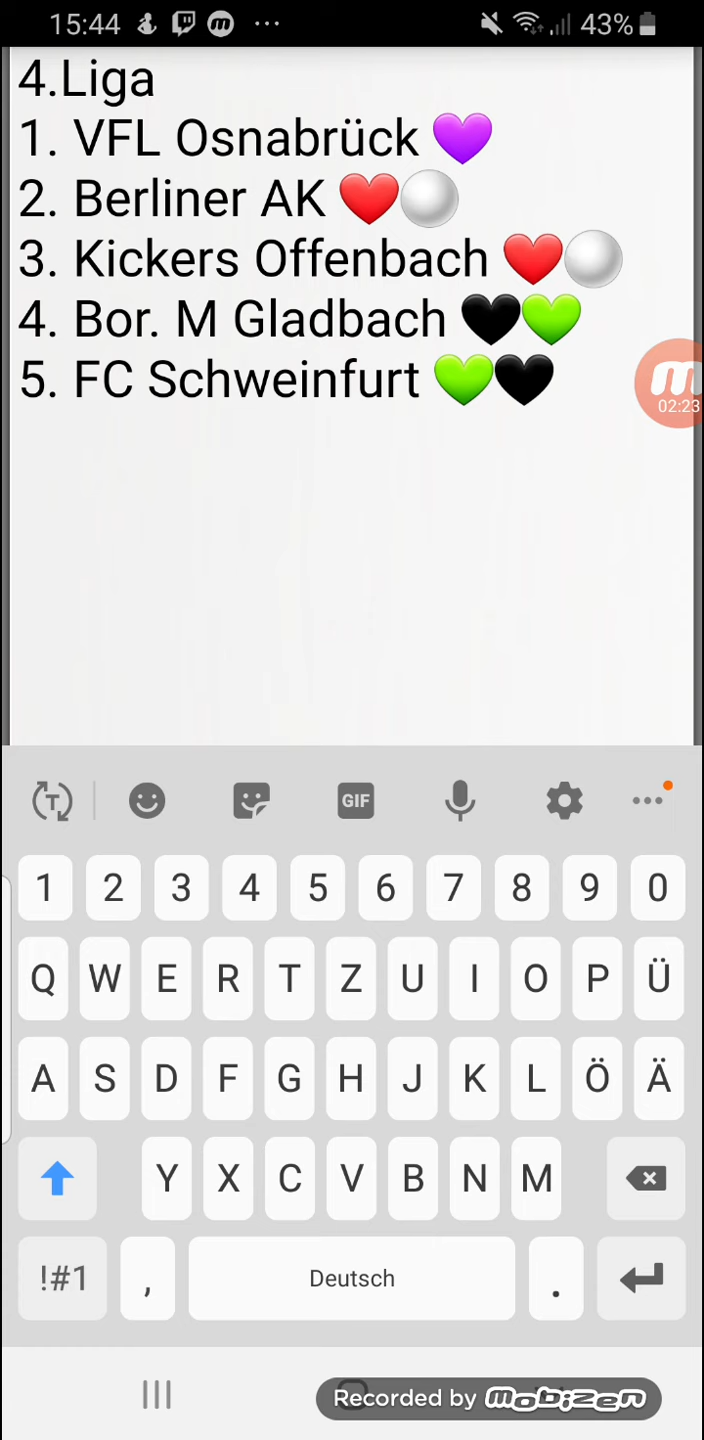 15:44 43%
4.Liga
1. VFL Osnabrück 💜
2. Berliner AK ❤️⚪
3. Kickers Offenbach ❤️⚪
4. Bor. M Gladbach 🖤💚
5. FC Schweinfurt 💚🖤
m
02:23
T GIF
1 2 3 4 5 6 7 8 9 0
Q W E R T Z U I O P Ü
A S D F G H J K L Ö Ä
Y X C V B N M
!#1 , Deutsch .
Recorded by mobizen